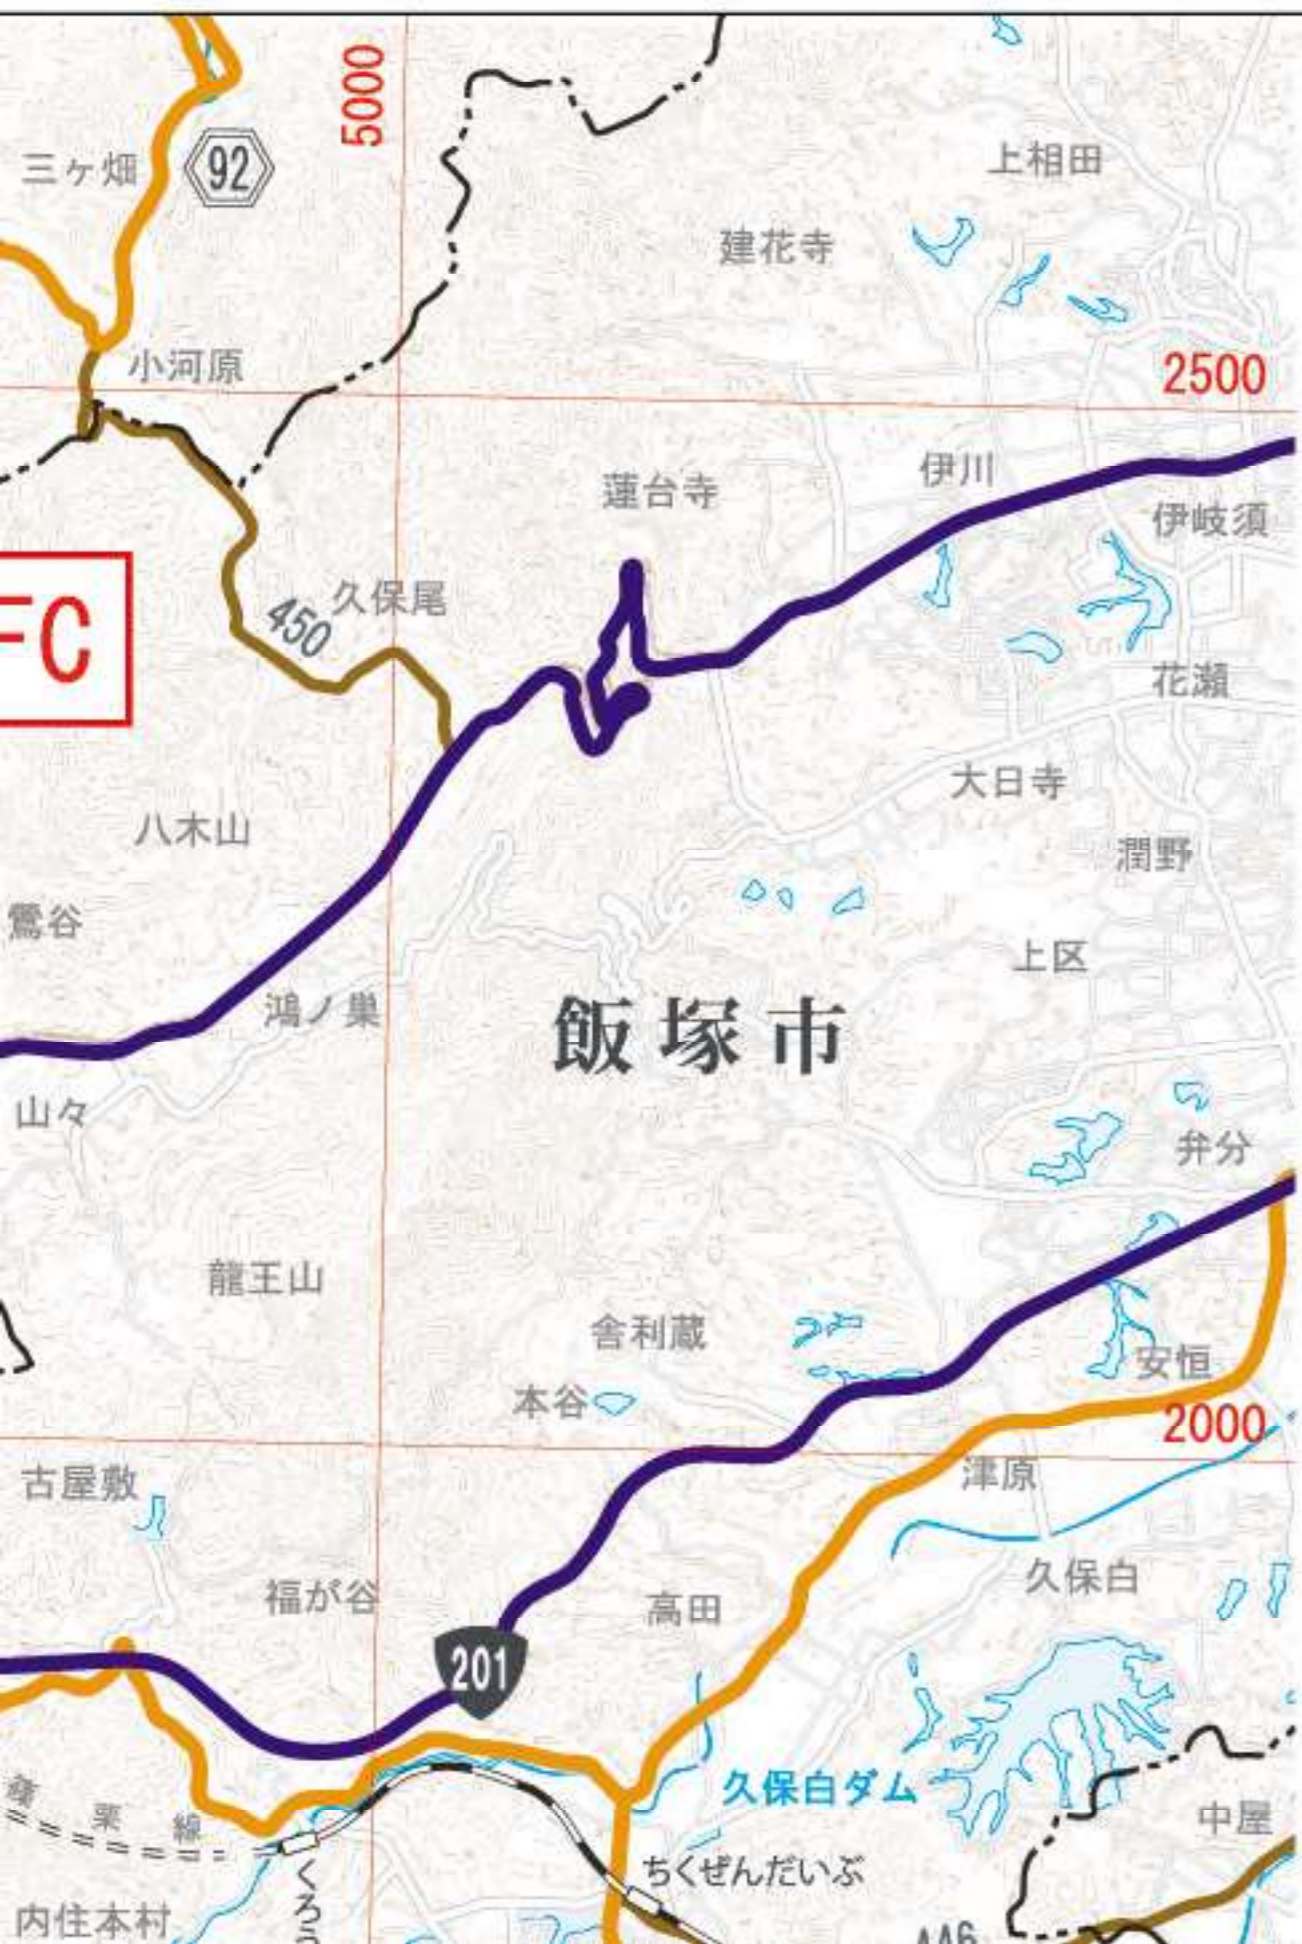 5000
三ヶ畑
92
上相田
建花寺
小河原
2500
蓮台寺
伊川
伊岐須
FC
久保尾
450
花瀬
大日寺
八木山
潤野
鶯谷
上区
鴻ノ巣
飯塚市
山々
弁分
龍王山
舎利蔵
安恒
本谷
2000
古屋敷
津原
福が谷
高田
久保白
201
久保白ダム
篠栗線
中屋
ちくぜんだいぶ
くろう
内住本村